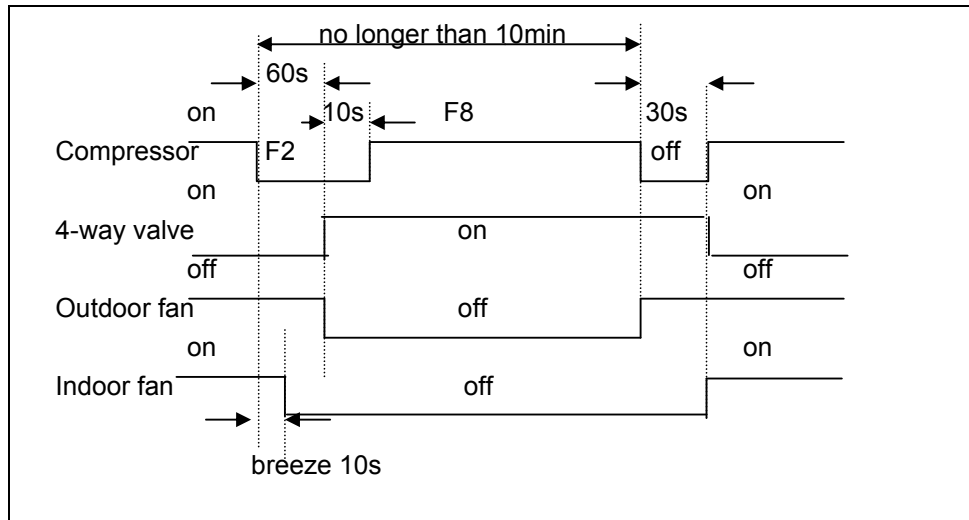 no longer than 10min
60s
on 10s F8 30s
Compressor F2 off
on on
4-way valve on
off off
Outdoor fan off
on on
Indoor fan off
breeze 10s